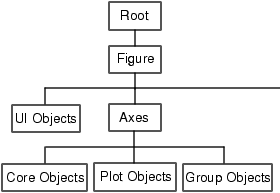 Root
Figure
UI Objects
Axes
Core Objects
Plot Objects
Group Objects